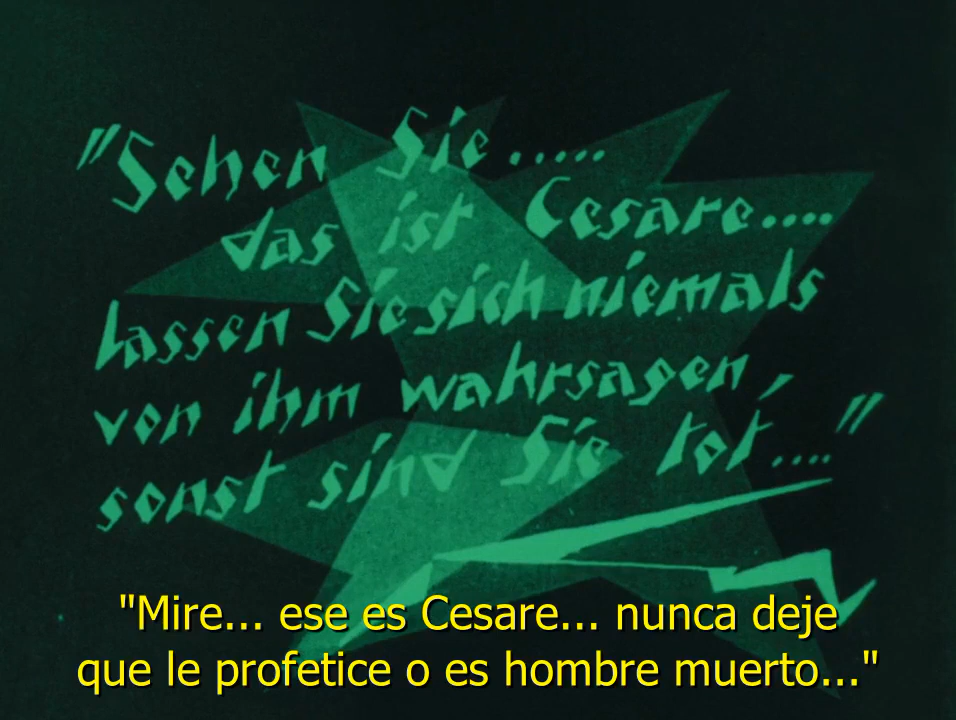 "Sehen Sie.....
das ist Cesare....
lassen Sie sich niemals
von ihm wahrsagen,
sonst sind Sie tot...."
"Mire... ese es Cesare... nunca deje
que le profetice o es hombre muerto..."